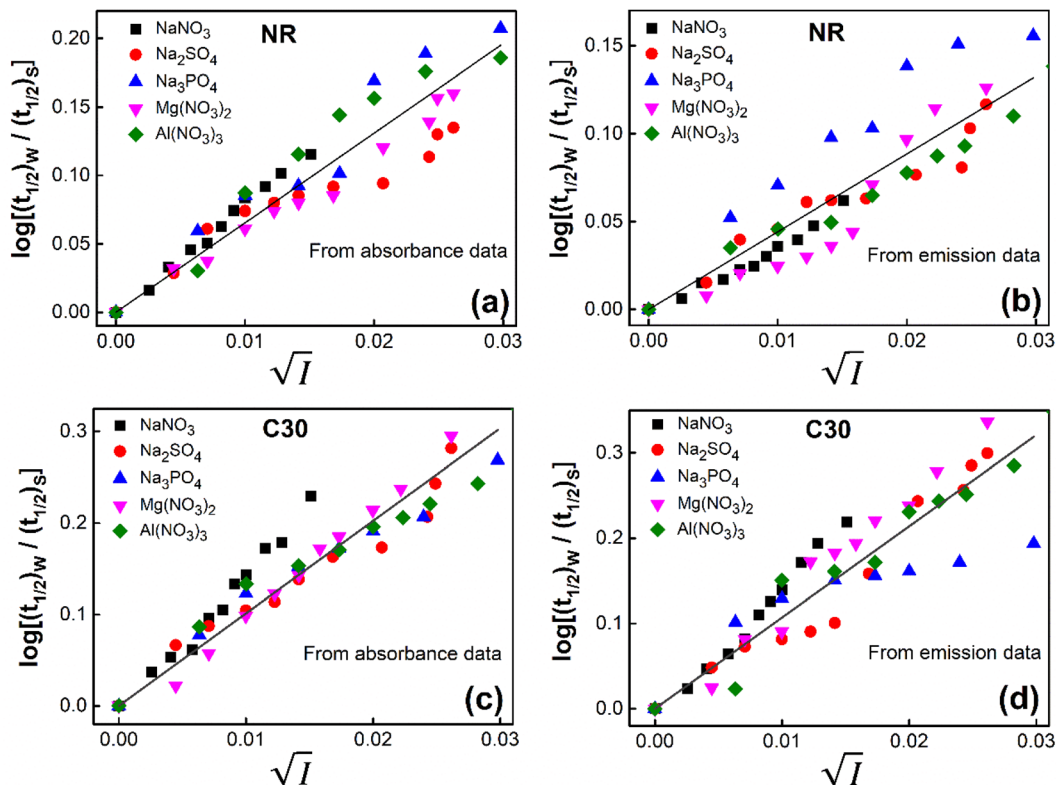 NR
NaNO₃
Na₂SO₄
Na₃PO₄
Mg(NO₃)₂
Al(NO₃)₃
From absorbance data
(a)
log[(t₁/₂)w / (t₁/₂)s]
0.20
0.15
0.10
0.05
0.00
0.00 0.01 0.02 0.03
√I
NR
NaNO₃
Na₂SO₄
Na₃PO₄
Mg(NO₃)₂
Al(NO₃)₃
From emission data
(b)
log[(t₁/₂)w / (t₁/₂)s]
0.15
0.10
0.05
0.00
0.00 0.01 0.02 0.03
√I
C30
NaNO₃
Na₂SO₄
Na₃PO₄
Mg(NO₃)₂
Al(NO₃)₃
From absorbance data
(c)
log[(t₁/₂)w / (t₁/₂)s]
0.3
0.2
0.1
0.0
0.00 0.01 0.02 0.03
√I
C30
NaNO₃
Na₂SO₄
Na₃PO₄
Mg(NO₃)₂
Al(NO₃)₃
From emission data
(d)
log[(t₁/₂)w / (t₁/₂)s]
0.3
0.2
0.1
0.0
0.00 0.01 0.02 0.03
√I